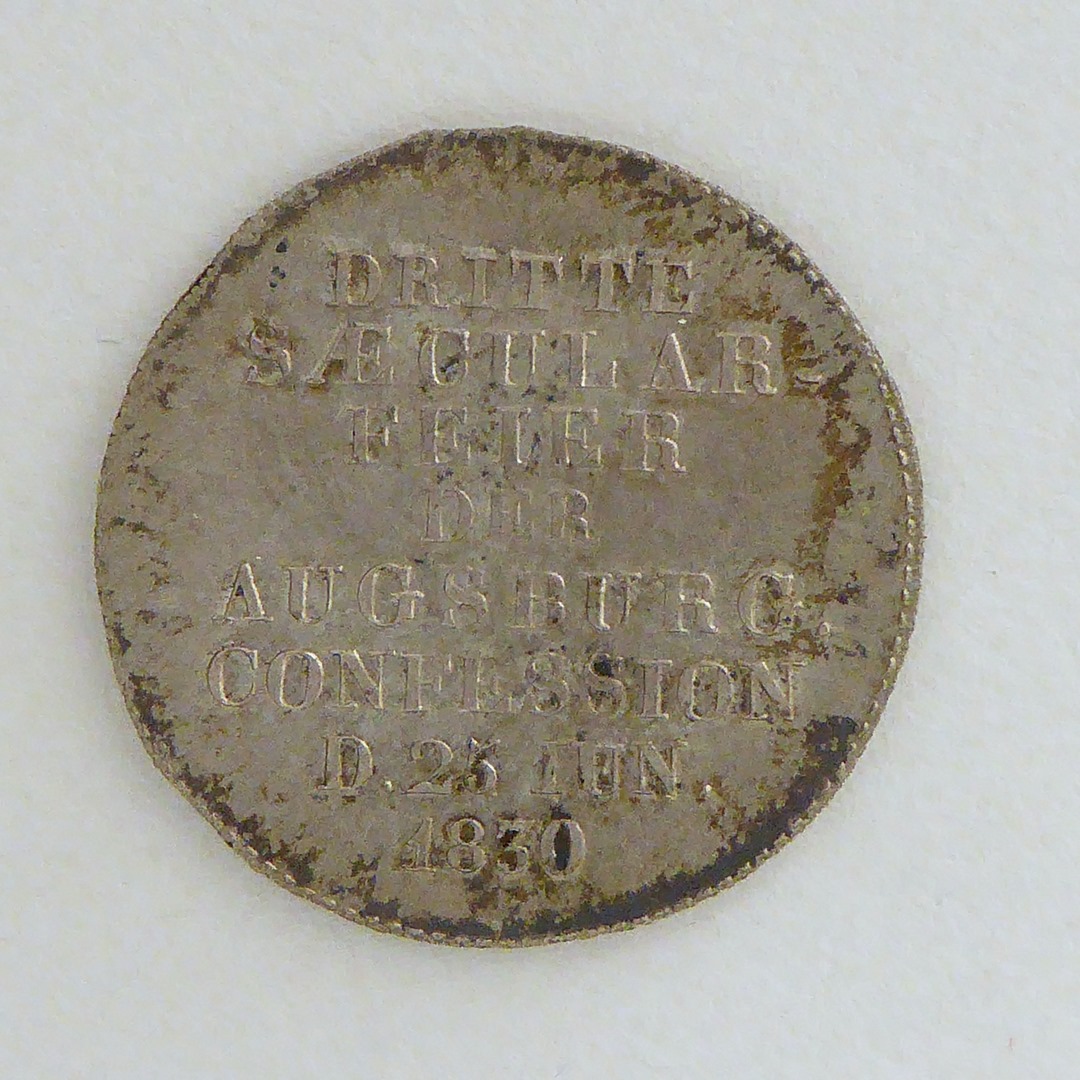 DRITTE
SÆCULAR-
FEIER
DER
AUGSBURG.
CONFESSION
D. 25 IUN.
1830